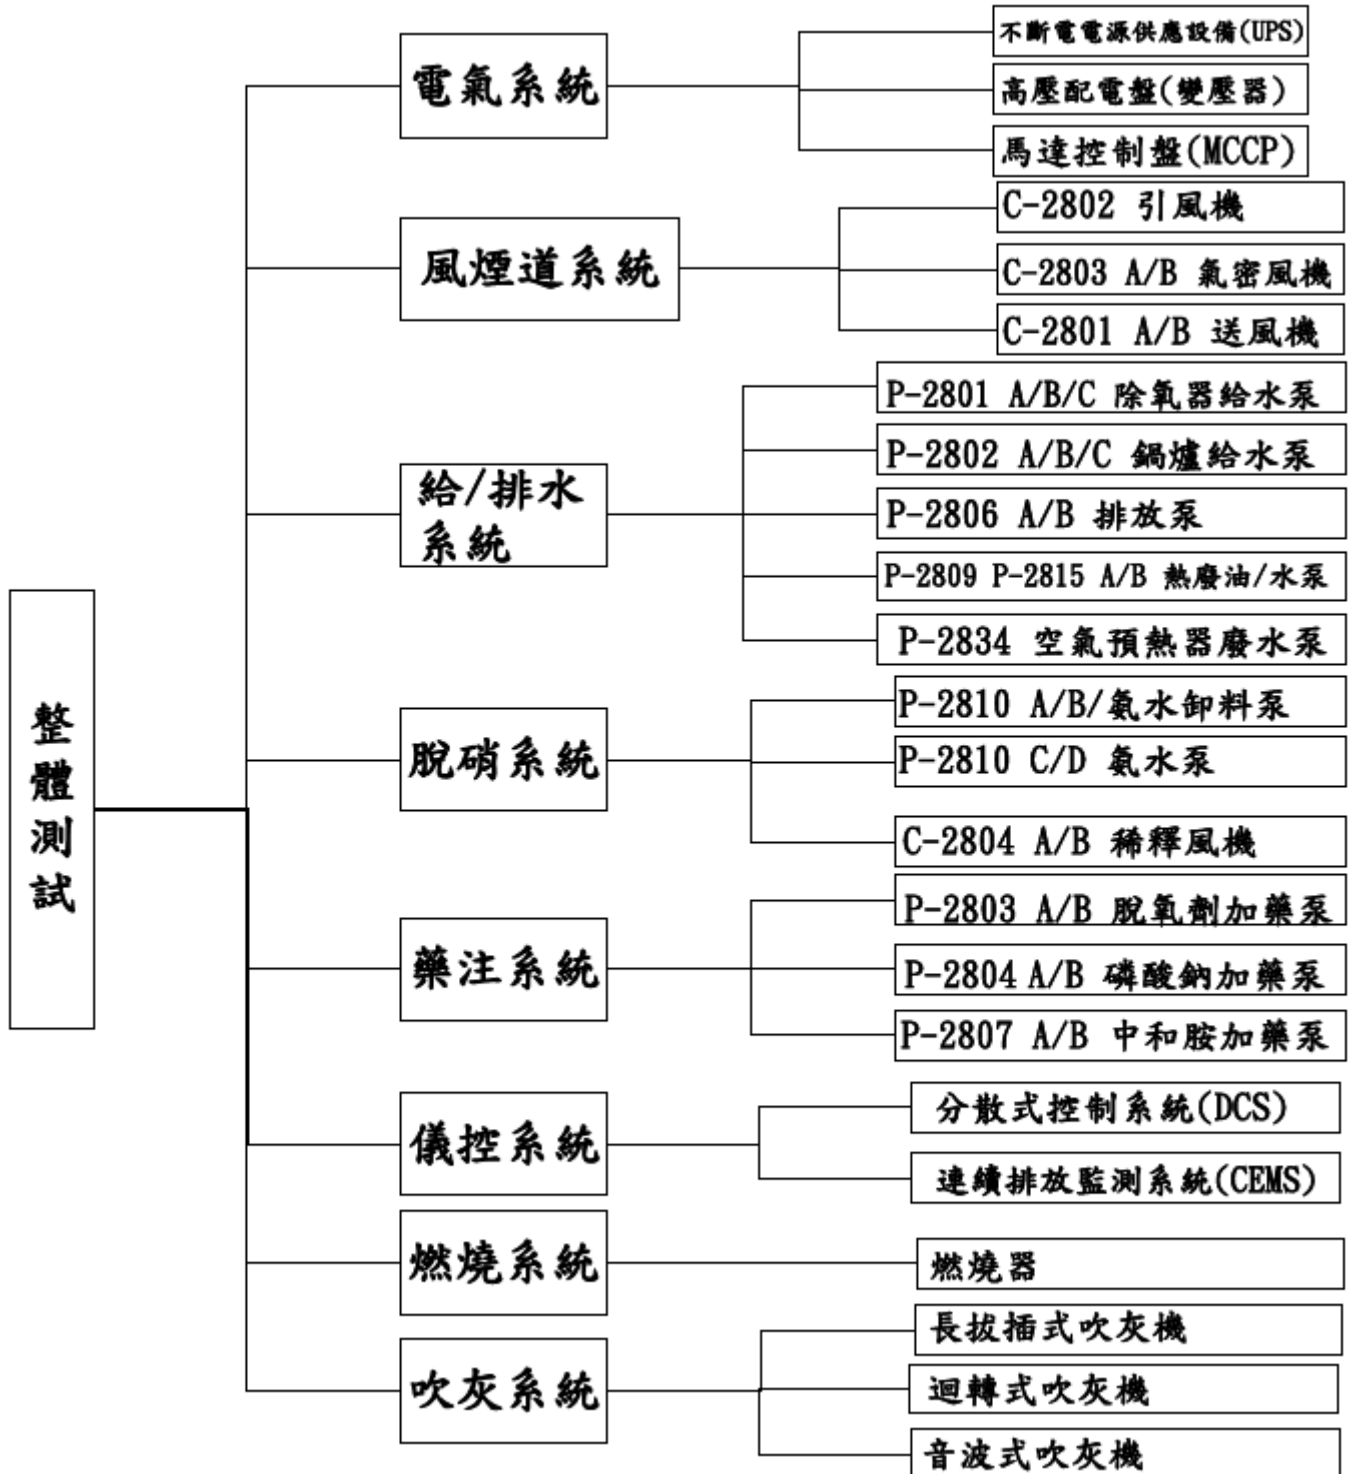 整體測試
電氣系統
不斷電電源供應設備(UPS)
高壓配電盤(變壓器)
馬達控制盤(MCCP)
風煙道系統
C-2802 引風機
C-2803 A/B 氣密風機
C-2801 A/B 送風機
給/排水
系統
P-2801 A/B/C 除氧器給水泵
P-2802 A/B/C 鍋爐給水泵
P-2806 A/B 排放泵
P-2809 P-2815 A/B 熱廢油/水泵
P-2834 空氣預熱器廢水泵
脫硝系統
P-2810 A/B/氨水卸料泵
P-2810 C/D 氨水泵
C-2804 A/B 稀釋風機
藥注系統
P-2803 A/B 脫氧劑加藥泵
P-2804 A/B 磷酸鈉加藥泵
P-2807 A/B 中和胺加藥泵
儀控系統
分散式控制系統(DCS)
連續排放監測系統(CEMS)
燃燒系統
燃燒器
吹灰系統
長拔插式吹灰機
迴轉式吹灰機
音波式吹灰機